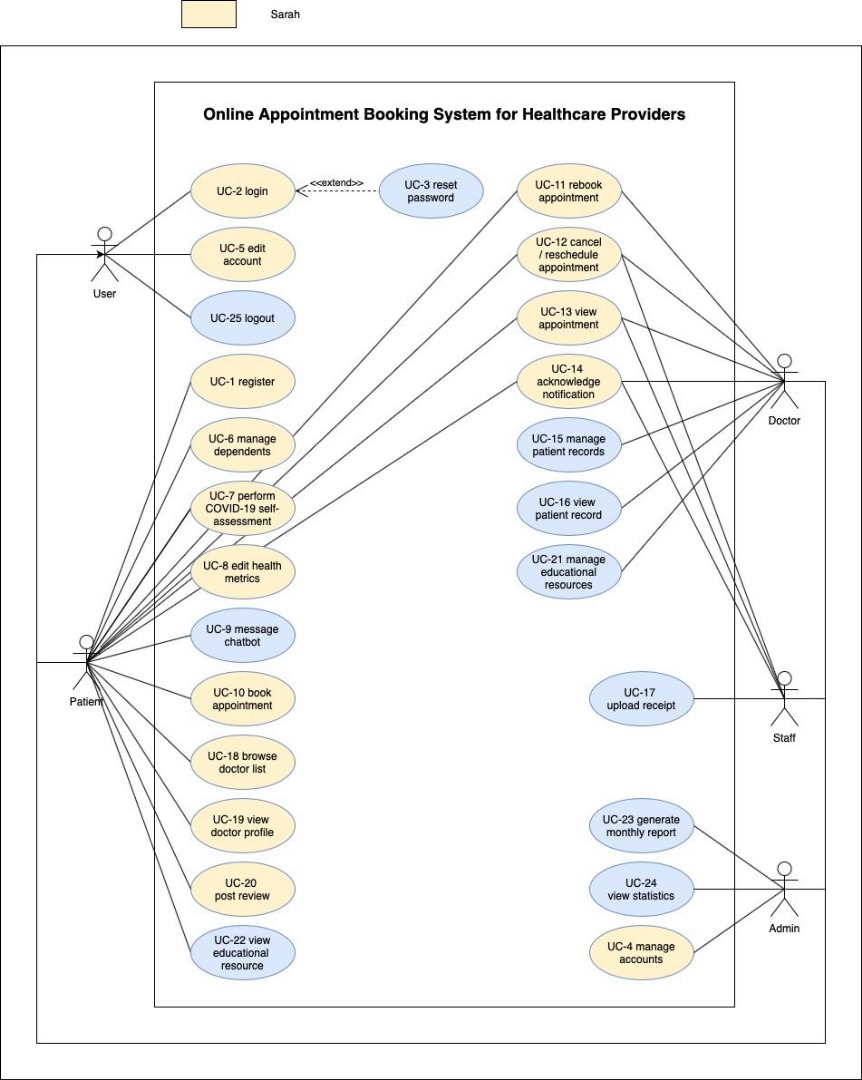 Sarah
Online Appointment Booking System for Healthcare Providers
UC-2 login
<<extend>>
UC-3 reset
password
UC-11 rebook
appointment
UC-5 edit
account
UC-12 cancel
/ reschedule
appointment
User
UC-25 logout
UC-13 view
appointment
UC-1 register
UC-14
acknowledge
notification
Doctor
UC-6 manage
dependents
UC-15 manage
patient records
UC-7 perform
COVID-19 self-
assessment
UC-16 view
patient record
UC-8 edit health
metrics
UC-21 manage
educational
resources
UC-9 message
chatbot
Patient
UC-10 book
appointment
UC-17
upload receipt
Staff
UC-18 browse
doctor list
UC-19 view
doctor profile
UC-23 generate
monthly report
UC-20
post review
UC-24
view statistics
Admin
UC-22 view
educational
resource
UC-4 manage
accounts